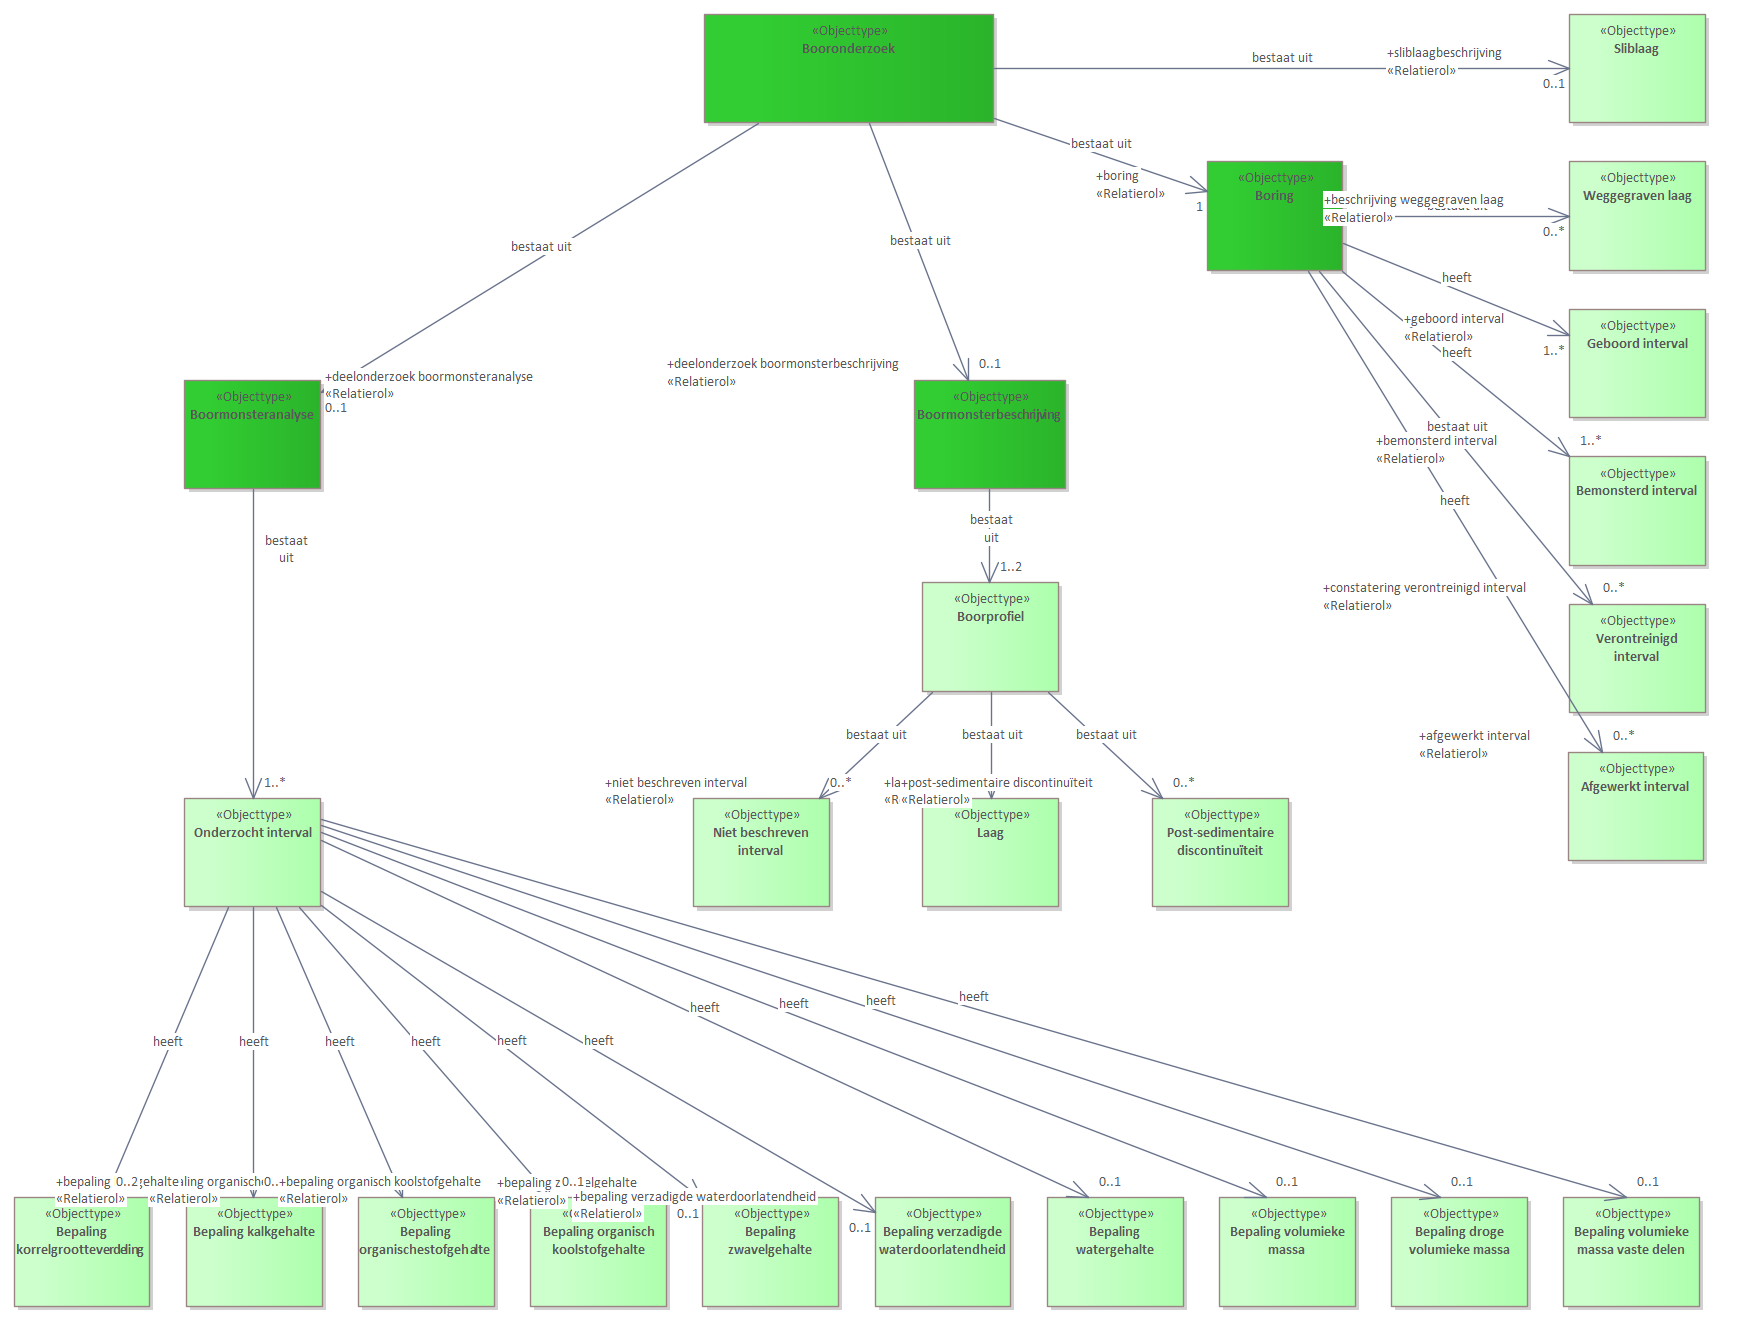 «Objecttype»
Booronderzoek
«Objecttype»
Sliblaag
bestaat uit
+sliblaagbeschrijving
«Relatierol»
0..1
bestaat uit
+boring
«Relatierol»
1
«Objecttype»
Boring
+beschrijving weggegraven laag
«Relatierol»
bestaat uit
0..*
«Objecttype»
Weggegraven laag
bestaat uit
bestaat uit
heeft
+geboord interval
«Relatierol»
1..*
«Objecttype»
Geboord interval
heeft
+deelonderzoek boormonsteranalyse
«Relatierol»
0..1
«Objecttype»
Boormonsteranalyse
+deelonderzoek boormonsterbeschrijving
«Relatierol»
0..1
«Objecttype»
Boormonsterbeschrijving
bestaat uit
+bemonsterd interval
«Relatierol»
1..*
«Objecttype»
Bemonsterd interval
heeft
bestaat
uit
bestaat
uit
1..2
«Objecttype»
Boorprofiel
+constatering verontreinigd interval
«Relatierol»
0..*
«Objecttype»
Verontreinigd
interval
bestaat uit
bestaat uit
bestaat uit
+afgewerkt interval
«Relatierol»
0..*
«Objecttype»
Afgewerkt interval
1..*
«Objecttype»
Onderzocht interval
+niet beschreven interval
«Relatierol»
0..*
«Objecttype»
Niet beschreven
interval
+la+post-sedimentaire discontinuïteit
«R«Relatierol»
«Objecttype»
Laag
0..*
«Objecttype»
Post-sedimentaire
discontinuïteit
heeft
heeft
heeft
heeft
heeft
heeft
heeft
heeft
heeft
heeft
+bepaling
0..2
«Relatierol»
«Relatierol»
+bepaling organisch koolstofgehalte
«Relatierol»
+bepaling
0..1
«Relatierol»
+bepaling verzadigde waterdoorlatendheid
«Relatierol»
0..1
0..1
0..1
0..1
0..1
0..1
«Objecttype»
Bepaling
korrelgrootteverdeling
«Objecttype»
Bepaling kalkgehalte
«Objecttype»
Bepaling
organischestofgehalte
«Objecttype»
Bepaling organisch
koolstofgehalte
«Objecttype»
Bepaling
zwavelgehalte
«Objecttype»
Bepaling verzadigde
waterdoorlatendheid
«Objecttype»
Bepaling
watergehalte
«Objecttype»
Bepaling volumieke
massa
«Objecttype»
Bepaling droge
volumieke massa
«Objecttype»
Bepaling volumieke
massa vaste delen